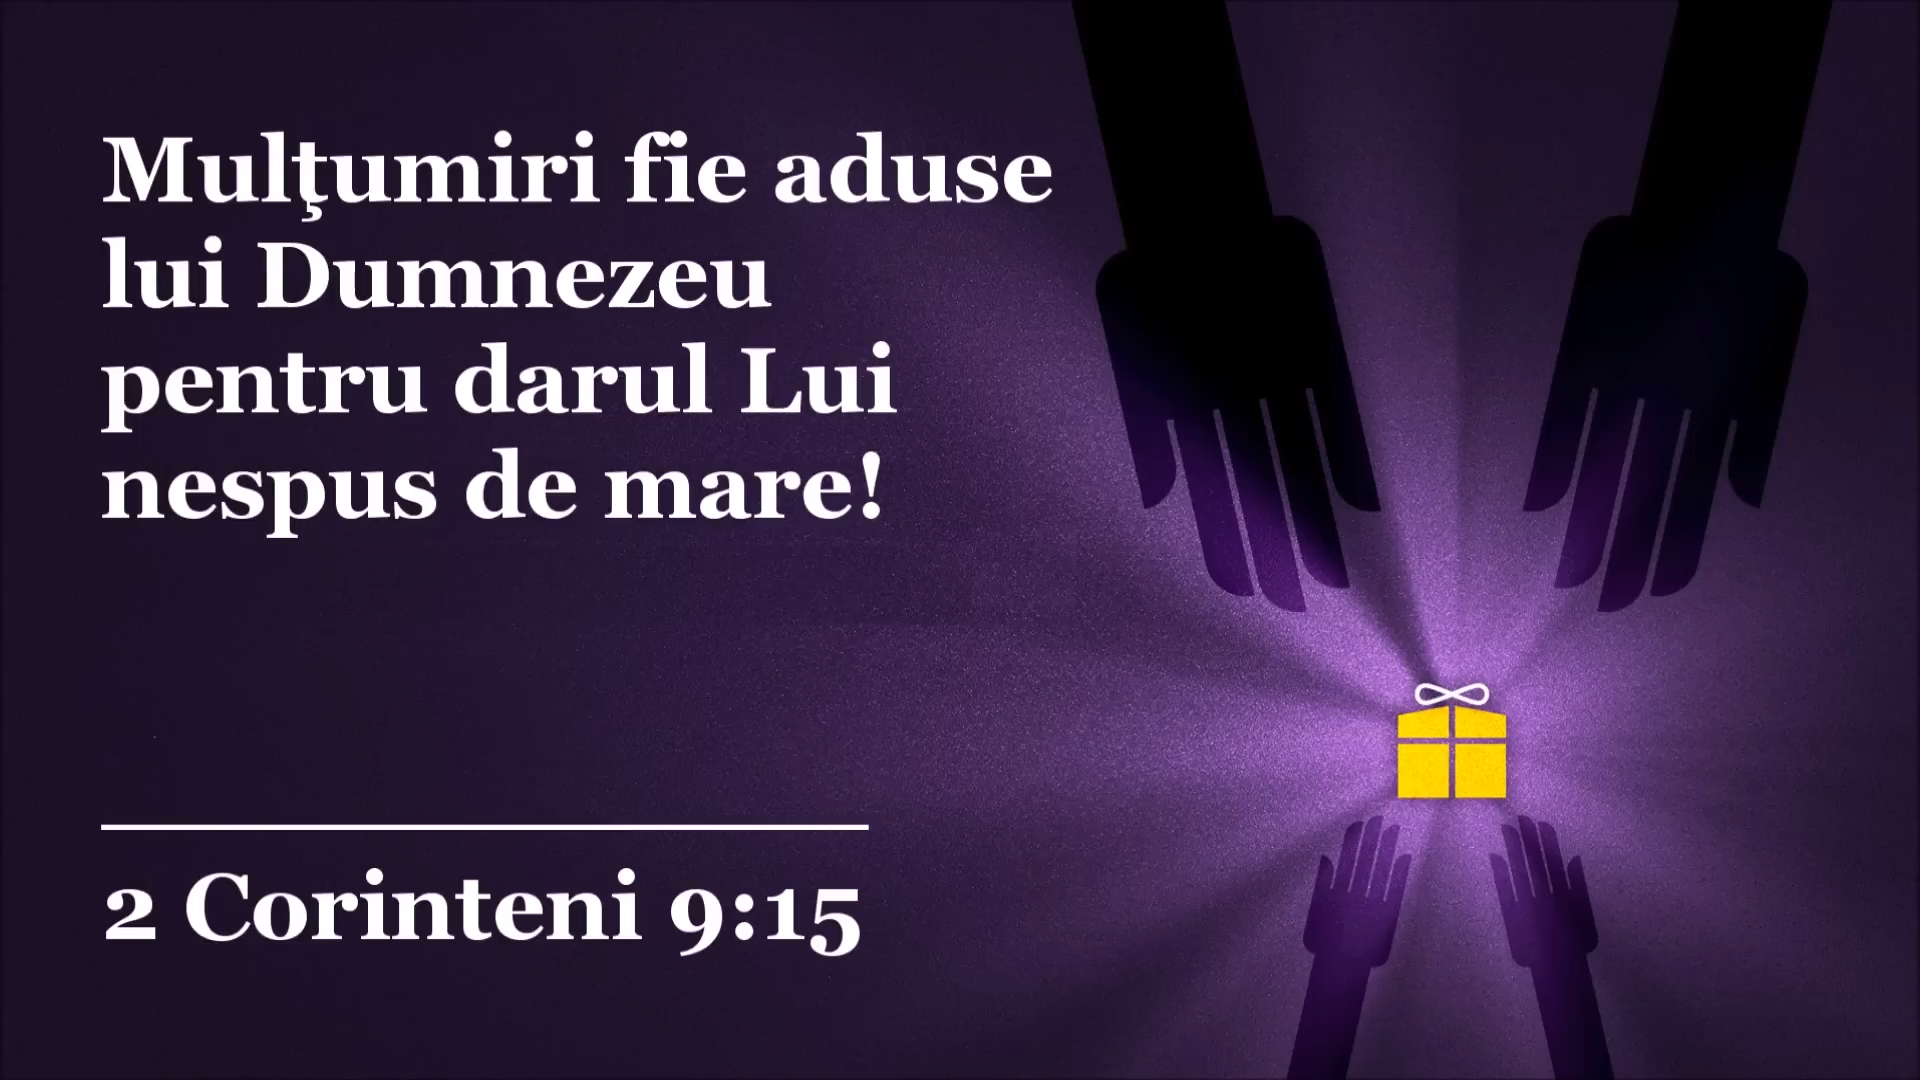 Mulţumiri fie aduse
lui Dumnezeu
pentru darul Lui
nespus de mare!
2 Corinteni 9:15